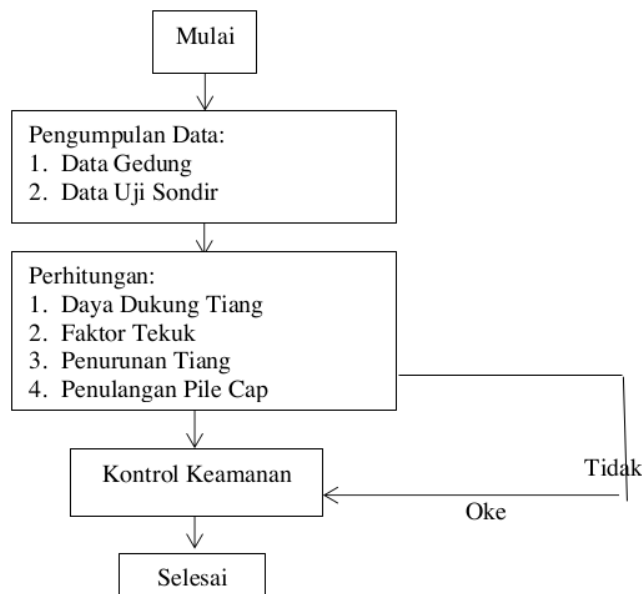 Mulai
Pengumpulan Data:
1. Data Gedung
2. Data Uji Sondir
Perhitungan:
1. Daya Dukung Tiang
2. Faktor Tekuk
3. Penurunan Tiang
4. Penulangan Pile Cap
Kontrol Keamanan
Tidak
Oke
Selesai